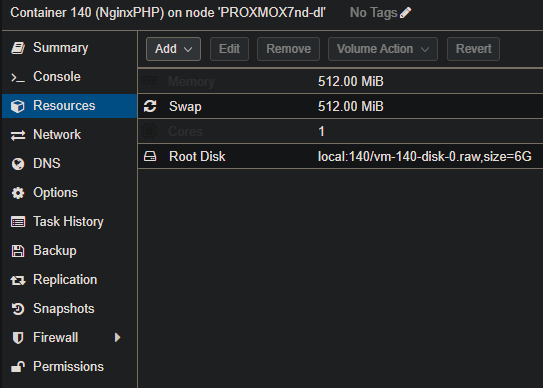 Container 140 (NginxPHP) on node 'PROXMOX7nd-dl' No Tags
Summary
Console
Resources
Network
DNS
Options
Task History
Backup
Replication
Snapshots
Firewall
Permissions
Add Edit Remove Volume Action Revert
Memory 512.00 MiB
Swap 512.00 MiB
Cores 1
Root Disk local:140/vm-140-disk-0.raw,size=6G